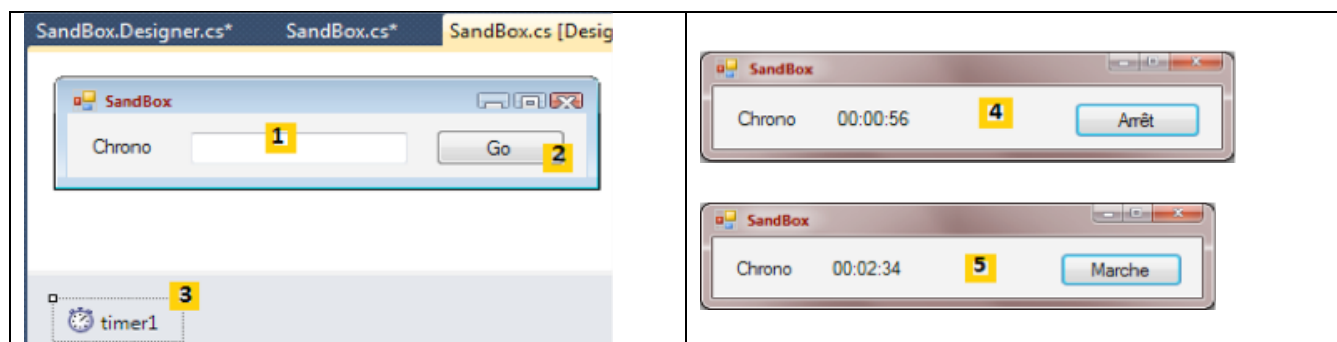 SandBox.Designer.cs* SandBox.cs* SandBox.cs [Desig
SandBox
Chrono 1 Go 2
3
timer1
SandBox
Chrono 00:00:56 4 Arrêt
SandBox
Chrono 00:02:34 5 Marche